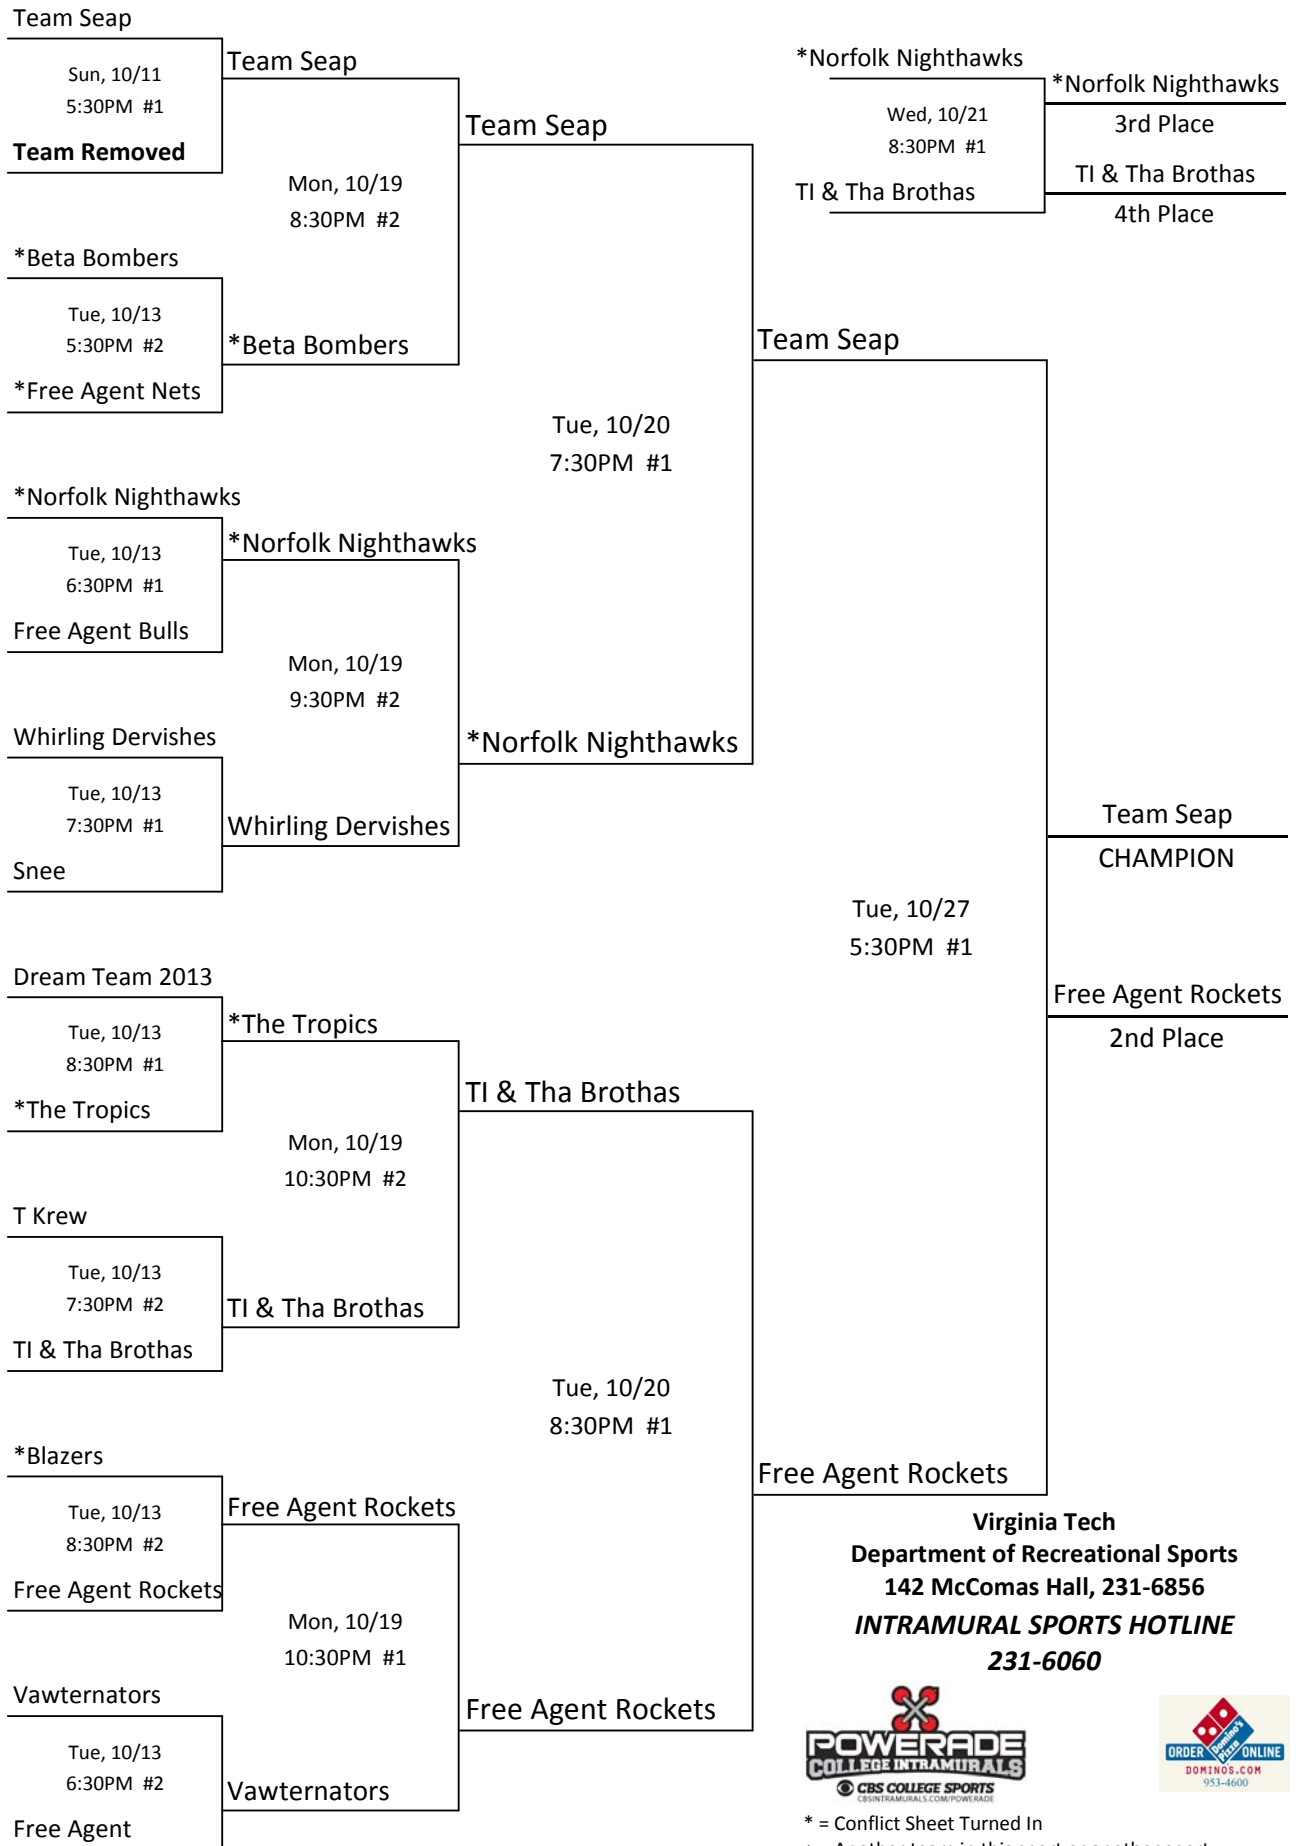 Team Seap
Sun, 10/11
5:30PM #1
Team Removed
*Beta Bombers
Tue, 10/13
5:30PM #2
*Free Agent Nets
*Norfolk Nighthawks
Tue, 10/13
6:30PM #1
Free Agent Bulls
Whirling Dervishes
Tue, 10/13
7:30PM #1
Snee
Dream Team 2013
Tue, 10/13
8:30PM #1
*The Tropics
T Krew
Tue, 10/13
7:30PM #2
TI & Tha Brothas
*Blazers
Tue, 10/13
8:30PM #2
Free Agent Rockets
Vawternators
Tue, 10/13
6:30PM #2
Free Agent
Team Seap
Mon, 10/19
8:30PM #2
*Beta Bombers
*Norfolk Nighthawks
Mon, 10/19
9:30PM #2
Whirling Dervishes
*The Tropics
Mon, 10/19
10:30PM #2
TI & Tha Brothas
Free Agent Rockets
Mon, 10/19
10:30PM #1
Vawternators
Team Seap
Tue, 10/20
7:30PM #1
*Norfolk Nighthawks
TI & Tha Brothas
Tue, 10/20
8:30PM #1
Free Agent Rockets
Team Seap
Tue, 10/27
5:30PM #1
Free Agent Rockets
Team Seap
CHAMPION
Free Agent Rockets
2nd Place
*Norfolk Nighthawks
Wed, 10/21
8:30PM #1
TI & Tha Brothas
*Norfolk Nighthawks
3rd Place
TI & Tha Brothas
4th Place
Virginia Tech
Department of Recreational Sports
142 McComas Hall, 231-6856
INTRAMURAL SPORTS HOTLINE
231-6060
POWERADE
COLLEGE INTRAMURALS
CBS COLLEGE SPORTS
CBSINTRAMURALS.COM/POWERADE
ORDER Domino's Pizza ONLINE
DOMINOS.COM
953-4600
* = Conflict Sheet Turned In